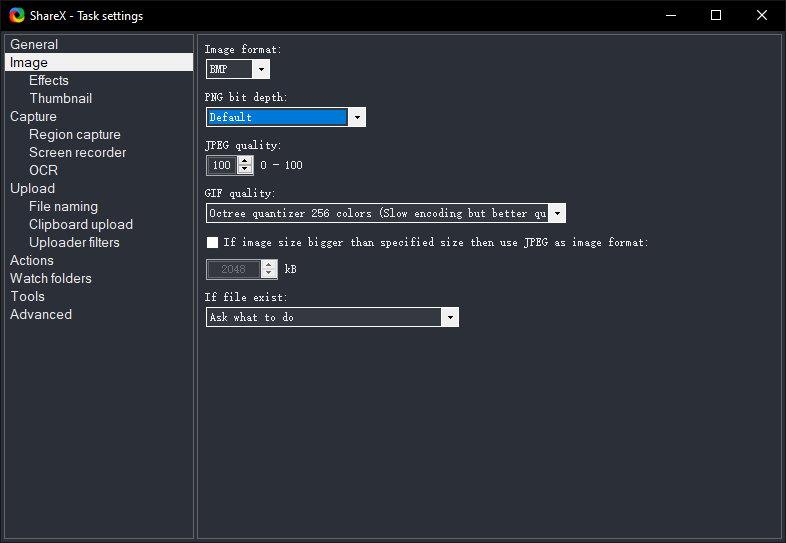 ShareX - Task settings
General
Image
Effects
Thumbnail
Capture
Region capture
Screen recorder
OCR
Upload
File naming
Clipboard upload
Uploader filters
Actions
Watch folders
Tools
Advanced
Image format:
BMP
PNG bit depth:
Default
JPEG quality:
100 0 - 100
GIF quality:
Octree quantizer 256 colors (Slow encoding but better qu
If image size bigger than specified size then use JPEG as image format:
2048 kB
If file exist:
Ask what to do